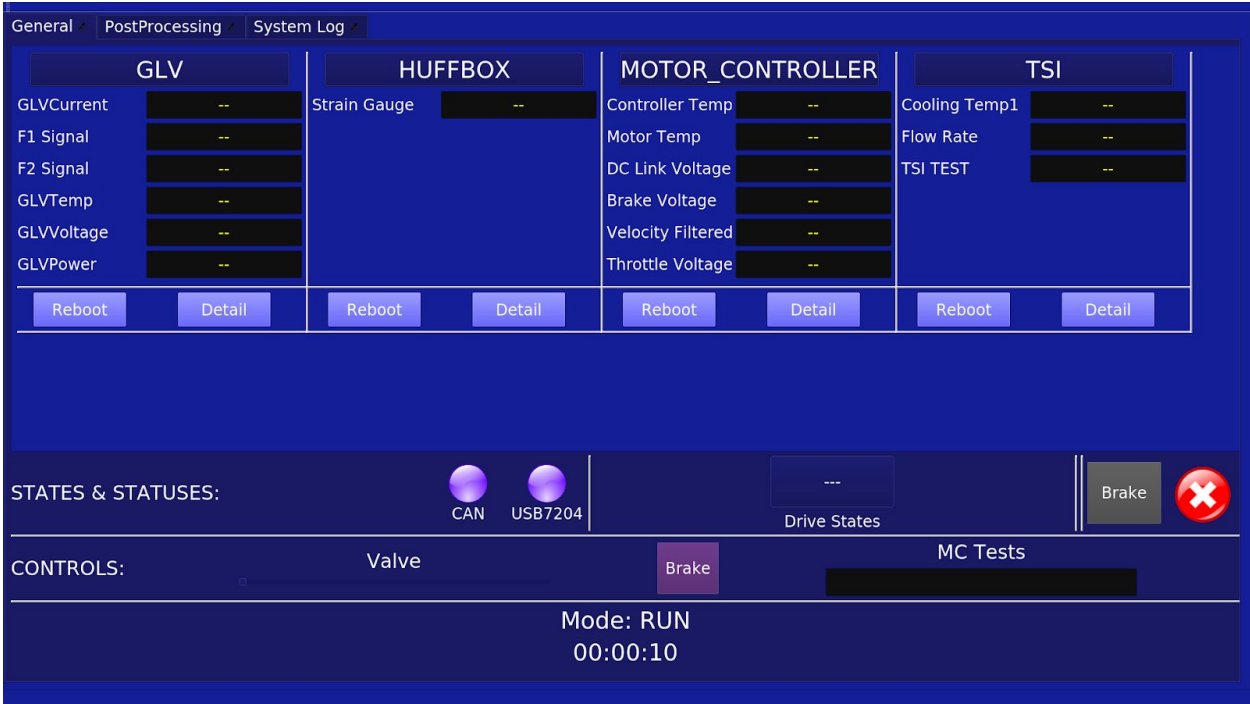 General PostProcessing System Log
GLV HUFFBOX MOTOR_CONTROLLER TSI
GLVCurrent -- Strain Gauge -- Controller Temp -- Cooling Temp1 --
F1 Signal -- Motor Temp -- Flow Rate --
F2 Signal -- DC Link Voltage -- TSI TEST --
GLVTemp -- Brake Voltage --
GLVVoltage -- Velocity Filtered --
GLVPower -- Throttle Voltage --
Reboot Detail Reboot Detail Reboot Detail Reboot Detail
STATES & STATUSES: CAN USB7204 --- Drive States Brake
CONTROLS: Valve Brake MC Tests
Mode: RUN
00:00:10